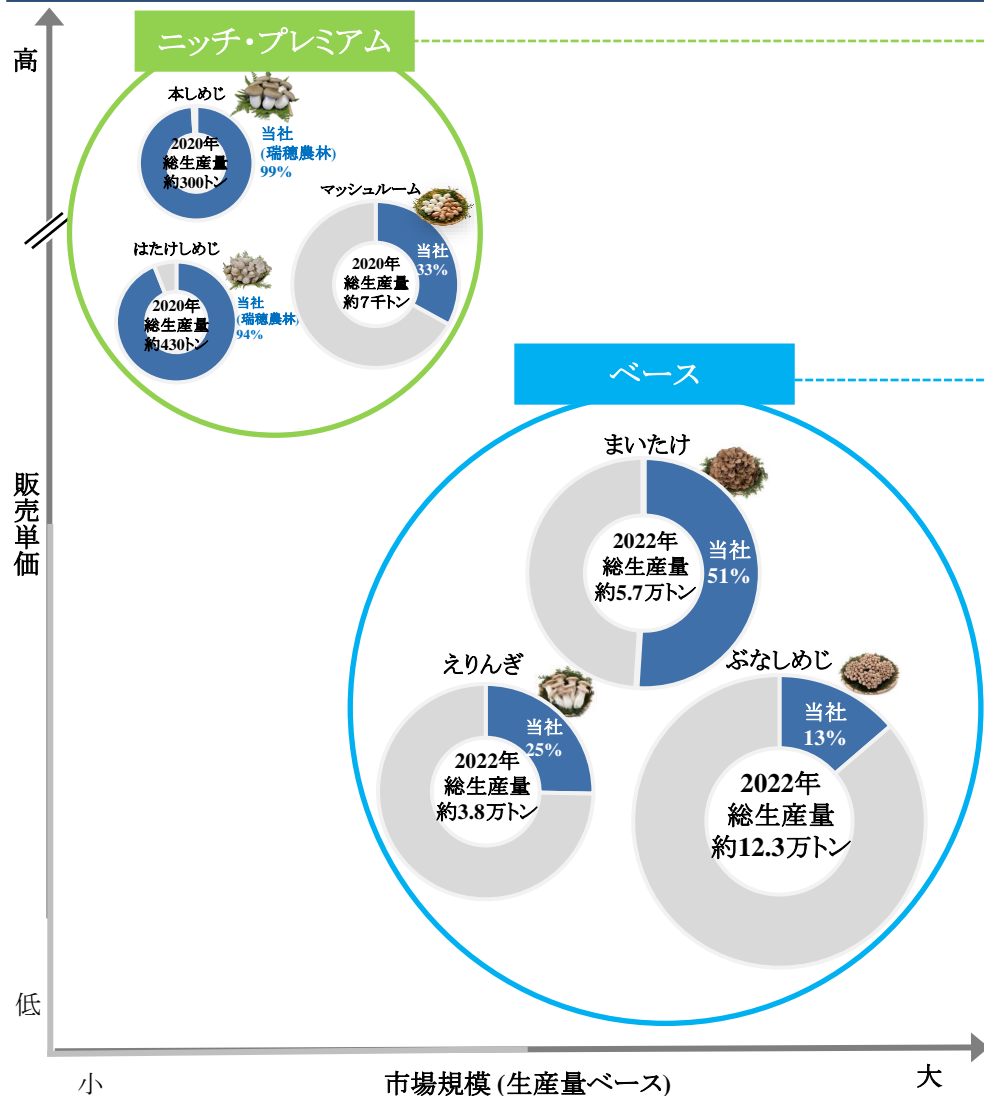 高
ニッチ・プレミアム
本しめじ
2020年
総生産量
約300トン
当社
(瑞穂農林)
99%
マッシュルーム
2020年
総生産量
約7千トン
当社
33%
はたけしめじ
2020年
総生産量
約430トン
当社
(瑞穂農林)
94%
ベース
まいたけ
2022年
総生産量
約5.7万トン
当社
51%
えりんぎ
2022年
総生産量
約3.8万トン
当社
25%
ぶなしめじ
2022年
総生産量
約12.3万トン
当社
13%
販売単価
低
小
市場規模 (生産量ベース)
大